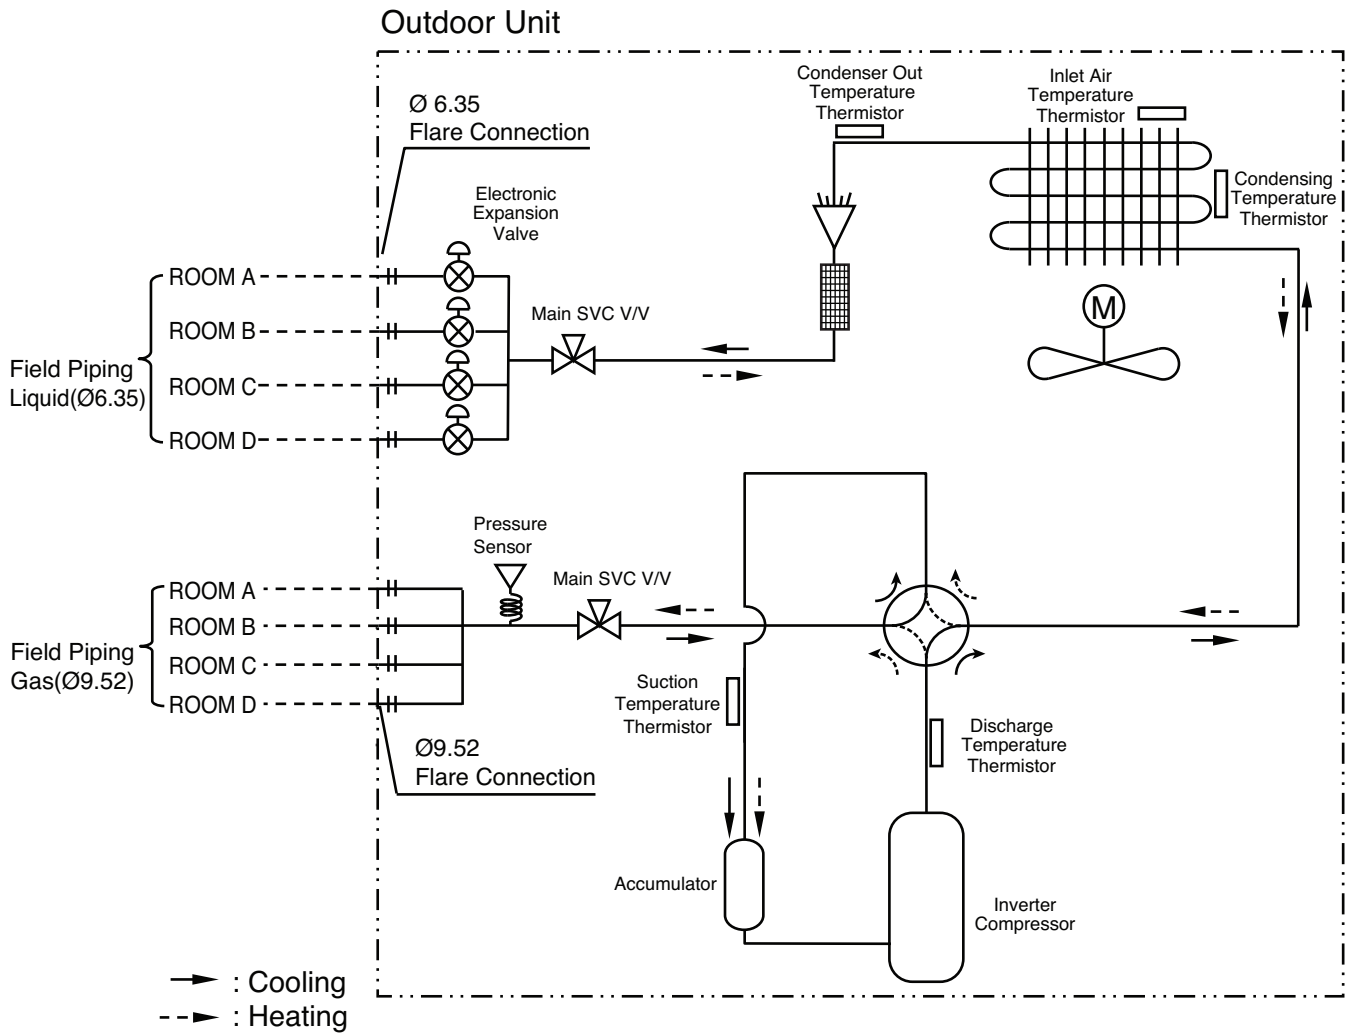 Outdoor Unit
Ø 6.35
Flare Connection
Condenser Out
Temperature
Thermistor
Inlet Air
Temperature
Thermistor
Condensing
Temperature
Thermistor
Electronic
Expansion
Valve
ROOM A
ROOM B
ROOM C
ROOM D
Field Piping
Liquid(Ø6.35)
Main SVC V/V
M
Pressure
Sensor
Main SVC V/V
ROOM A
ROOM B
ROOM C
ROOM D
Field Piping
Gas(Ø9.52)
Ø9.52
Flare Connection
Suction
Temperature
Thermistor
Discharge
Temperature
Thermistor
Accumulator
Inverter
Compressor
: Cooling
: Heating